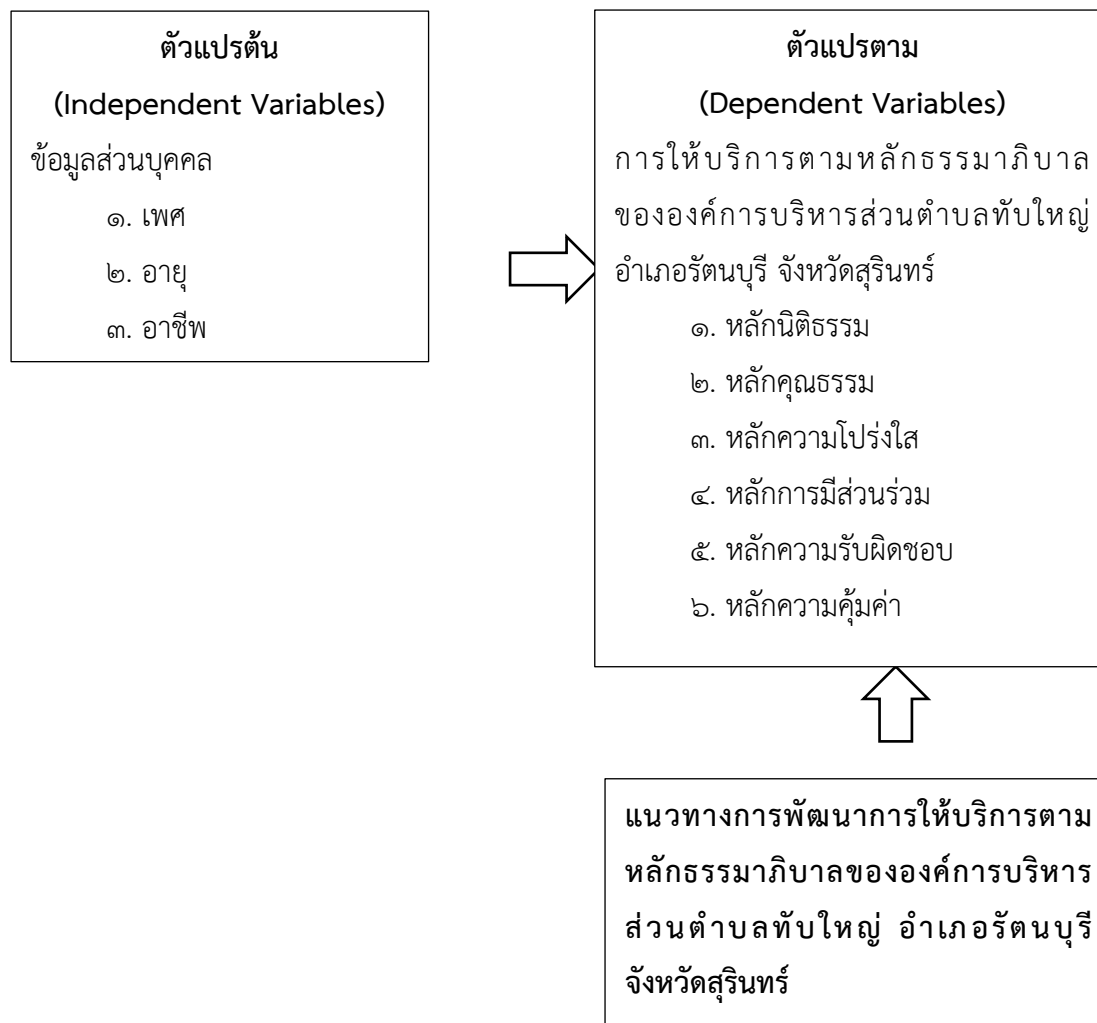 ตัวแปรต้น
(Independent Variables)
ข้อมูลส่วนบุคคล
๑. เพศ
๒. อายุ
๓. อาชีพ
ตัวแปรตาม
(Dependent Variables)
การให้บริการตามหลักธรรมาภิบาล
ขององค์การบริหารส่วนตำบลทับใหญ่
อำเภอรัตนบุรี จังหวัดสุรินทร์
๑. หลักนิติธรรม
๒. หลักคุณธรรม
๓. หลักความโปร่งใส
๔. หลักการมีส่วนร่วม
๕. หลักความรับผิดชอบ
๖. หลักความคุ้มค่า
แนวทางการพัฒนาการให้บริการตาม
หลักธรรมาภิบาลขององค์การบริหาร
ส่วนตำบลทับใหญ่ อำเภอรัตนบุรี
จังหวัดสุรินทร์